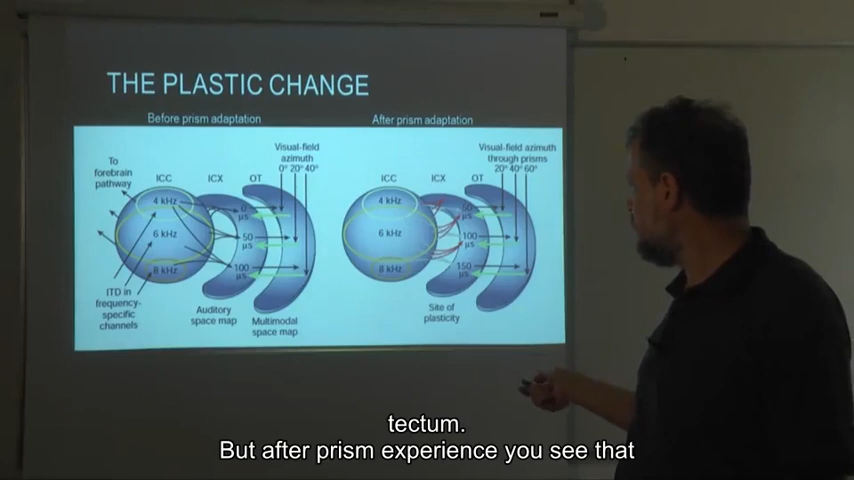 THE PLASTIC CHANGE
Before prism adaptation
After prism adaptation
Visual-field
azimuth
0° 20° 40°
To
forebrain
pathway
ICC
ICX
OT
4 kHz
6 kHz
8 kHz
0
µs
50
µs
100
µs
ITD in
frequency-
specific
channels
Auditory
space map
Multimodal
space map
Visual-field azimuth
through prisms
20° 40° 60°
ICC
ICX
OT
4 kHz
6 kHz
8 kHz
50
µs
100
µs
150
µs
Site of
plasticity
tectum.
But after prism experience you see that